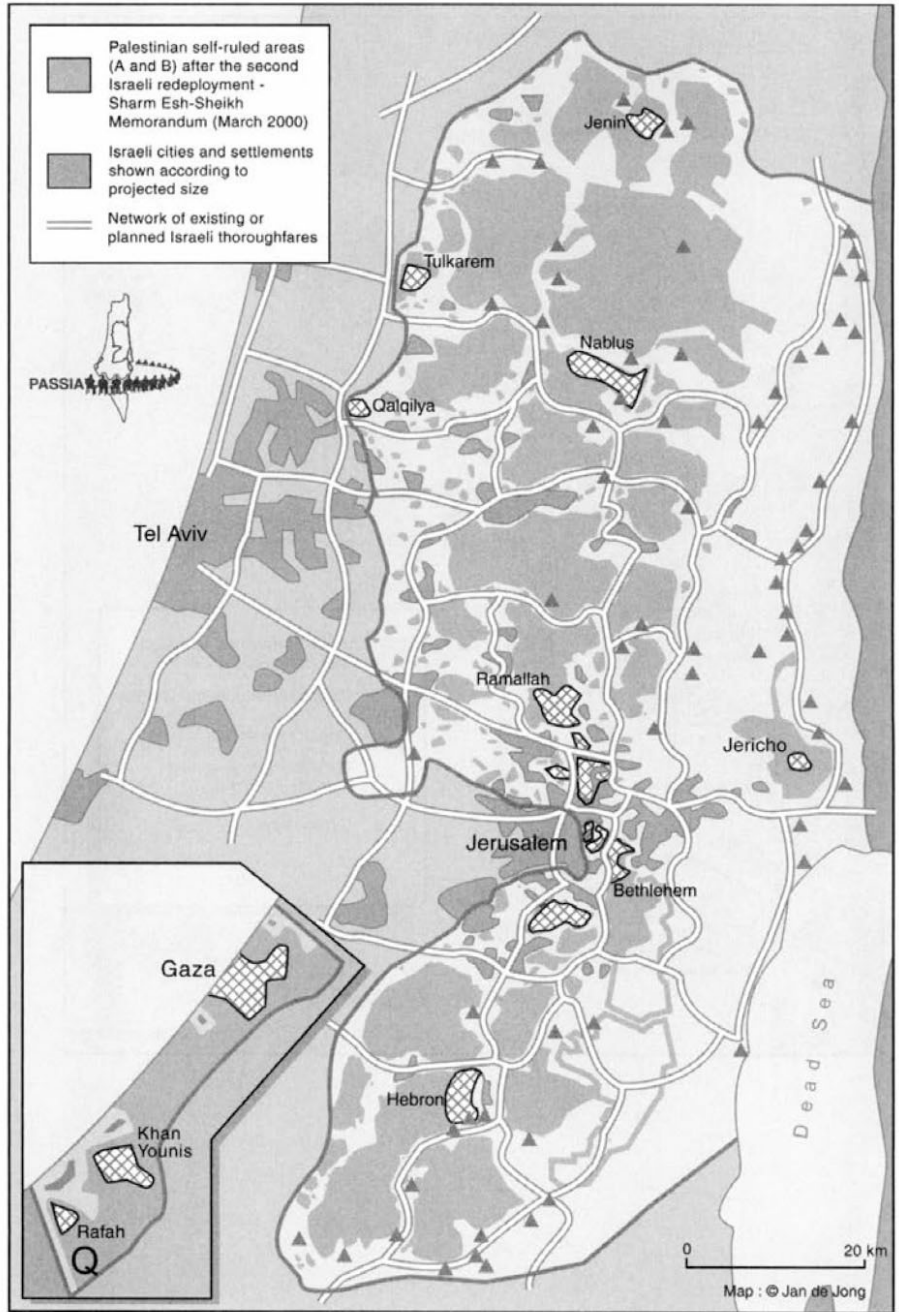 Palestinian self-ruled areas
(A and B) after the second
Israeli redeployment -
Sharm Esh-Sheikh
Memorandum (March 2000)
Israeli cities and settlements
shown according to
projected size
Network of existing or
planned Israeli thoroughfares
PASSIA
Jenin
Tulkarem
Nablus
Qalqilya
Tel Aviv
Ramallah
Jericho
Jerusalem
Bethlehem
Gaza
Hebron
Khan
Younis
Rafah
Q
Dead Sea
0 20 km
Map : © Jan de Jong